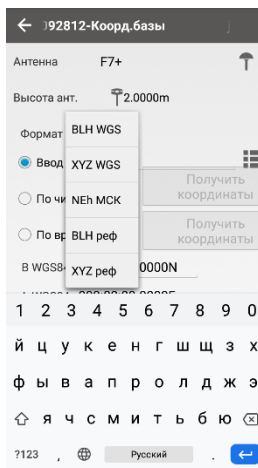 092812-Коорд.базы
Антенна F7+
Высота ант. 2.0000m
Формат
BLH WGS
Ввод
XYZ WGS
Получить
координаты
По чи
NEh МСК
По вр
BLH реф
Получить
координаты
В WGS84
0000N
XYZ реф
1 2 3 4 5 6 7 8 9 0
й ц у к е н г ш щ з х
ф ы в а п р о л д ж э
я ч с м и т ь б ю
?123 , Русский .